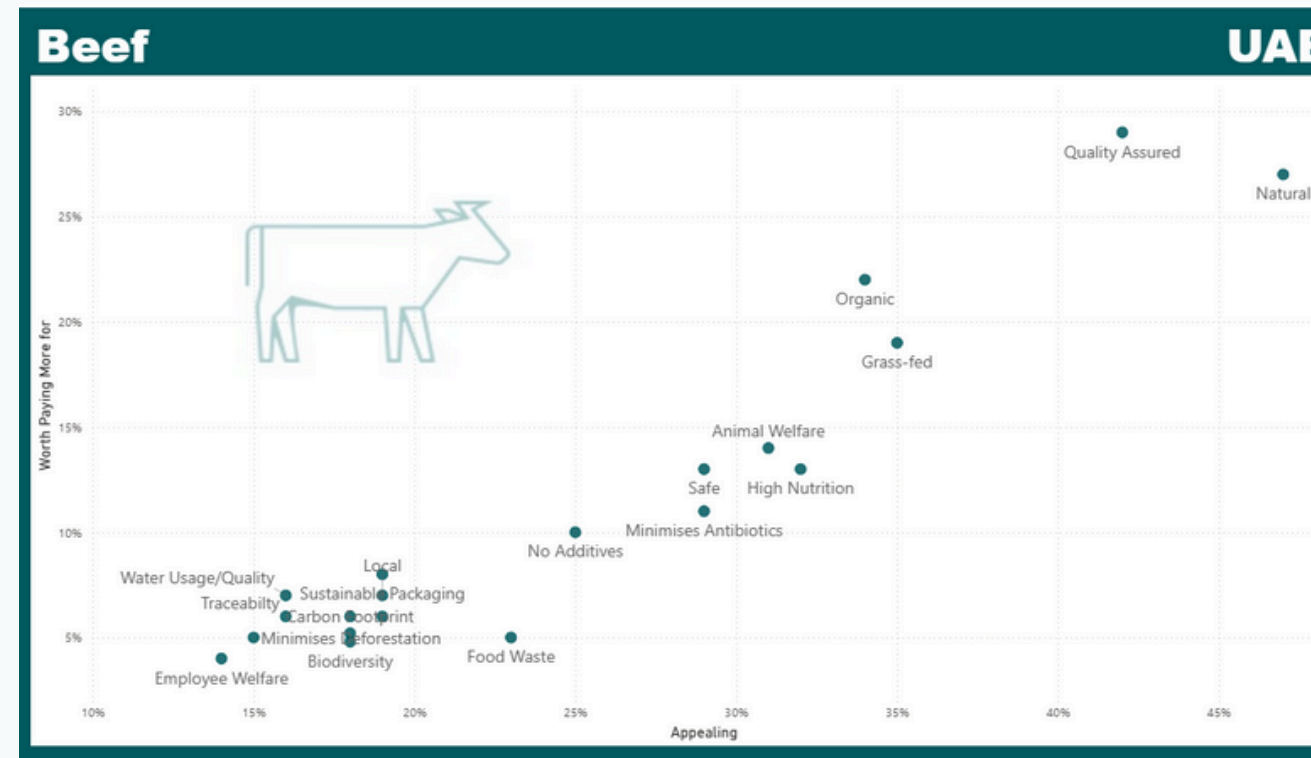 Beef
UAE
30%
Quality Assured
Natural
25%
Organic
20%
Grass-fed
Worth Paying More for
15%
Animal Welfare
Safe
High Nutrition
Minimises Antibiotics
10%
No Additives
Local
Water Usage/Quality
Sustainable Packaging
Traceabilty
Carbon Footprint
5%
Minimises Deforestation
Food Waste
Biodiversity
Employee Welfare
10%
15%
20%
25%
30%
35%
40%
45%
Appealing